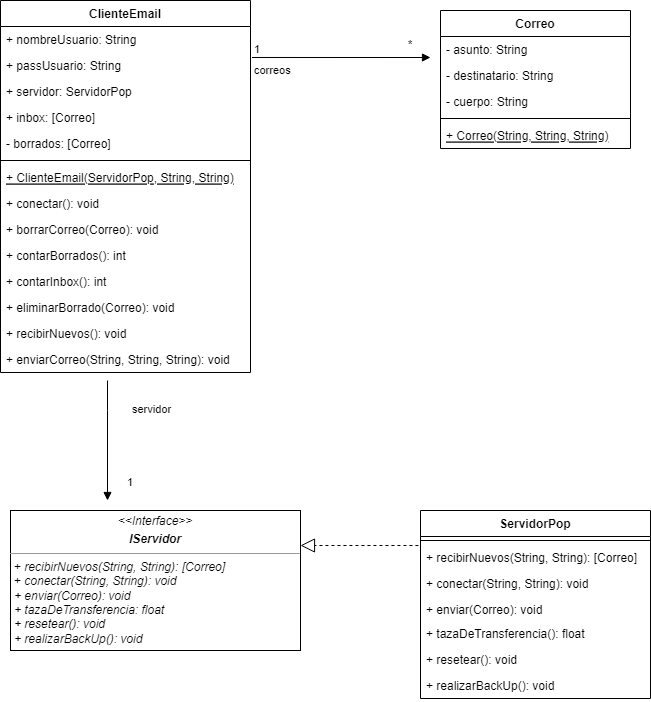 ClienteEmail
+ nombreUsuario: String
+ passUsuario: String
+ servidor: ServidorPop
+ inbox: [Correo]
- borrados: [Correo]
+ ClienteEmail(ServidorPop, String, String)
+ conectar(): void
+ borrarCorreo(Correo): void
+ contarBorrados(): int
+ contarInbox(): int
+ eliminarBorrado(Correo): void
+ recibirNuevos(): void
+ enviarCorreo(String, String, String): void
1
*
correos
Correo
- asunto: String
- destinatario: String
- cuerpo: String
+ Correo(String, String, String)
servidor
1
<<Interface>>
IServidor
+ recibirNuevos(String, String): [Correo]
+ conectar(String, String): void
+ enviar(Correo): void
+ tazaDeTransferencia: float
+ resetear(): void
+ realizarBackUp(): void
ServidorPop
+ recibirNuevos(String, String): [Correo]
+ conectar(String, String): void
+ enviar(Correo): void
+ tazaDeTransferencia(): float
+ resetear(): void
+ realizarBackUp(): void